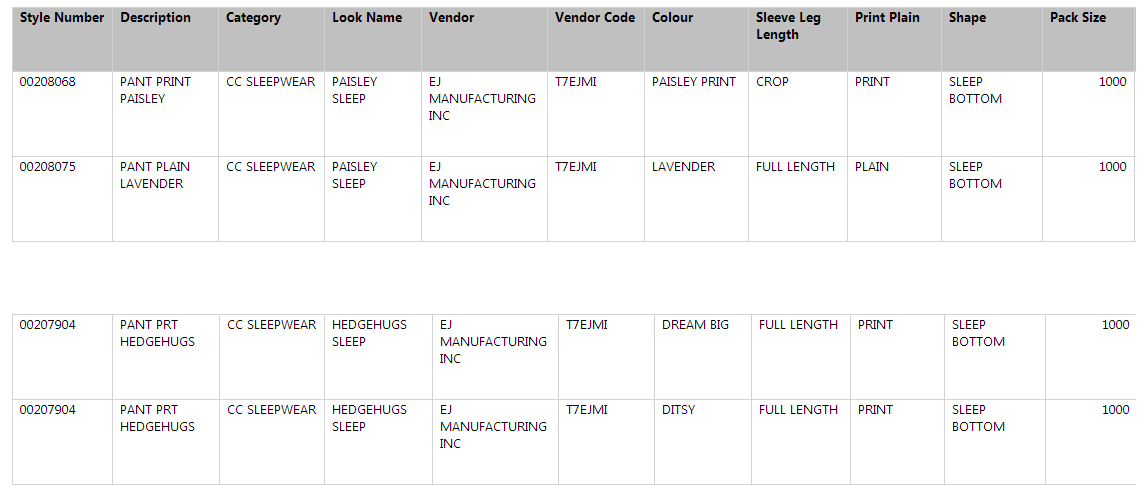 Style Number Description Category Look Name Vendor Vendor Code Colour Sleeve Leg Length Print Plain Shape Pack Size
00208068 PANT PRINT PAISLEY CC SLEEPWEAR PAISLEY SLEEP EJ MANUFACTURING INC T7EJMI PAISLEY PRINT CROP PRINT SLEEP BOTTOM 1000
00208075 PANT PLAIN LAVENDER CC SLEEPWEAR PAISLEY SLEEP EJ MANUFACTURING INC T7EJMI LAVENDER FULL LENGTH PLAIN SLEEP BOTTOM 1000
00207904 PANT PRT HEDGEHUGS CC SLEEPWEAR HEDGEHUGS SLEEP EJ MANUFACTURING INC T7EJMI DREAM BIG FULL LENGTH PRINT SLEEP BOTTOM 1000
00207904 PANT PRT HEDGEHUGS CC SLEEPWEAR HEDGEHUGS SLEEP EJ MANUFACTURING INC T7EJMI DITSY FULL LENGTH PRINT SLEEP BOTTOM 1000